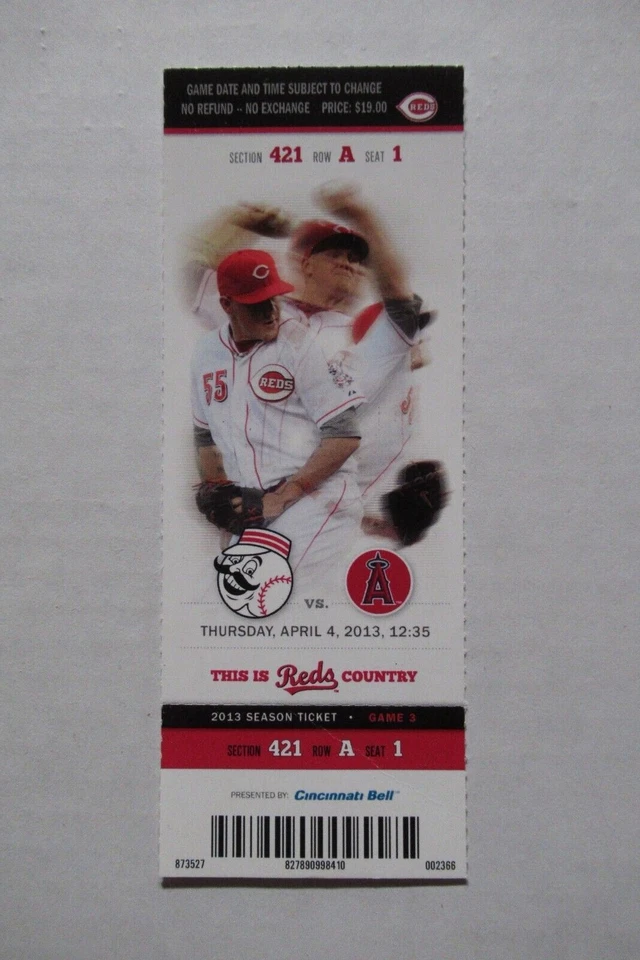 GAME DATE AND TIME SUBJECT TO CHANGE
NO REFUND -- NO EXCHANGE PRICE: $19.00
REDS
SECTION 421 ROW A SEAT 1
C
55
REDS
A
VS.
THURSDAY, APRIL 4, 2013, 12:35
THIS IS Reds COUNTRY
2013 SEASON TICKET • GAME 3
SECTION 421 ROW A SEAT 1
PRESENTED BY: Cincinnati Bell
873527 827890998410 002366